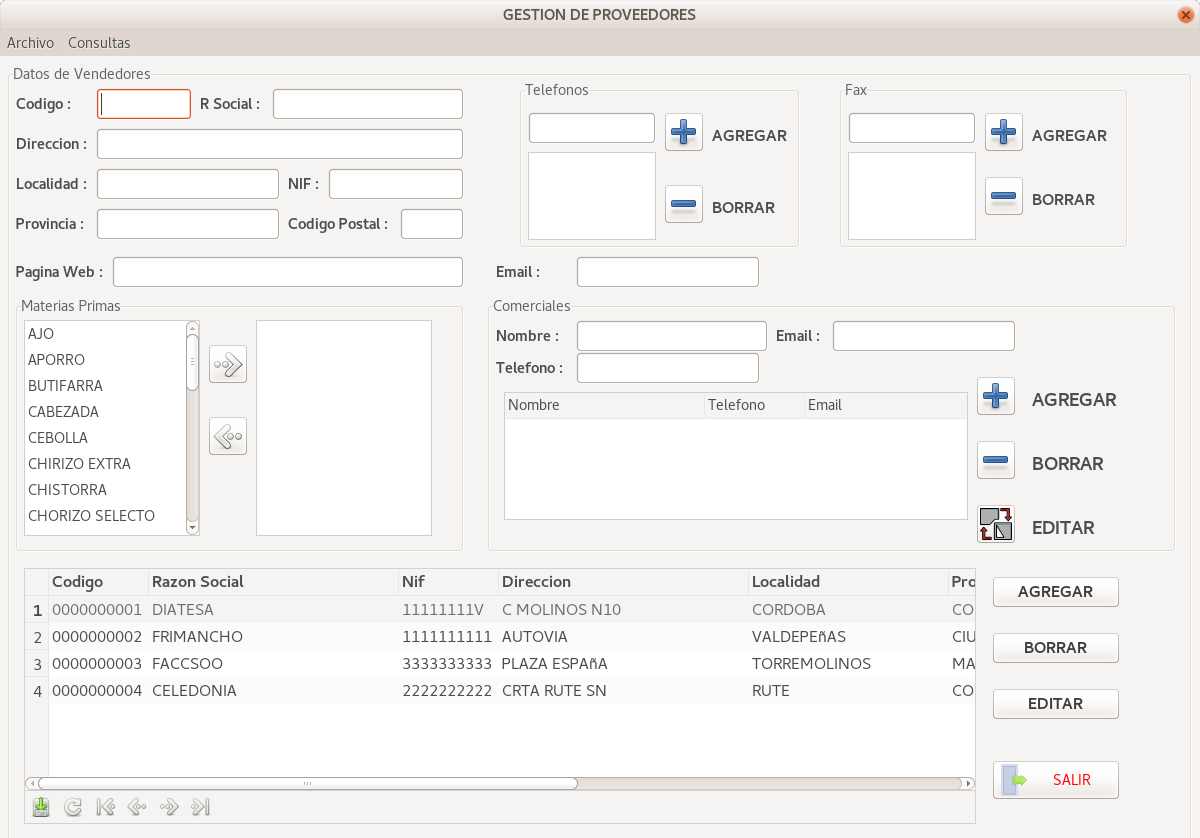 GESTION DE PROVEEDORES
Archivo Consultas
Datos de Vendedores
Codigo : R Social :
Direccion :
Localidad : NIF :
Provincia : Codigo Postal :
Telefonos
AGREGAR
BORRAR
Fax
AGREGAR
BORRAR
Pagina Web : Email :
Materias Primas
AJO
APORRO
BUTIFARRA
CABEZADA
CEBOLLA
CHIRIZO EXTRA
CHISTORRA
CHORIZO SELECTO
Comerciales
Nombre : Email :
Telefono :
Nombre Telefono Email
AGREGAR
BORRAR
EDITAR
Codigo Razon Social Nif Direccion Localidad Pro
1 0000000001 DIATESA 11111111V C MOLINOS N10 CORDOBA CO
2 0000000002 FRIMANCHO 1111111111 AUTOVIA VALDEPEñAS CIU
3 0000000003 FACCSOO 3333333333 PLAZA ESPAñA TORREMOLINOS MA
4 0000000004 CELEDONIA 2222222222 CRTA RUTE SN RUTE CO
AGREGAR
BORRAR
EDITAR
SALIR